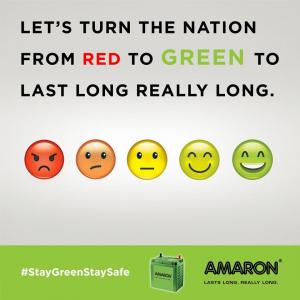 LET'S TURN THE NATION
FROM RED TO GREEN TO
LAST LONG REALLY LONG.
#StayGreenStaySafe
AMARON®
LASTS LONG. REALLY LONG.